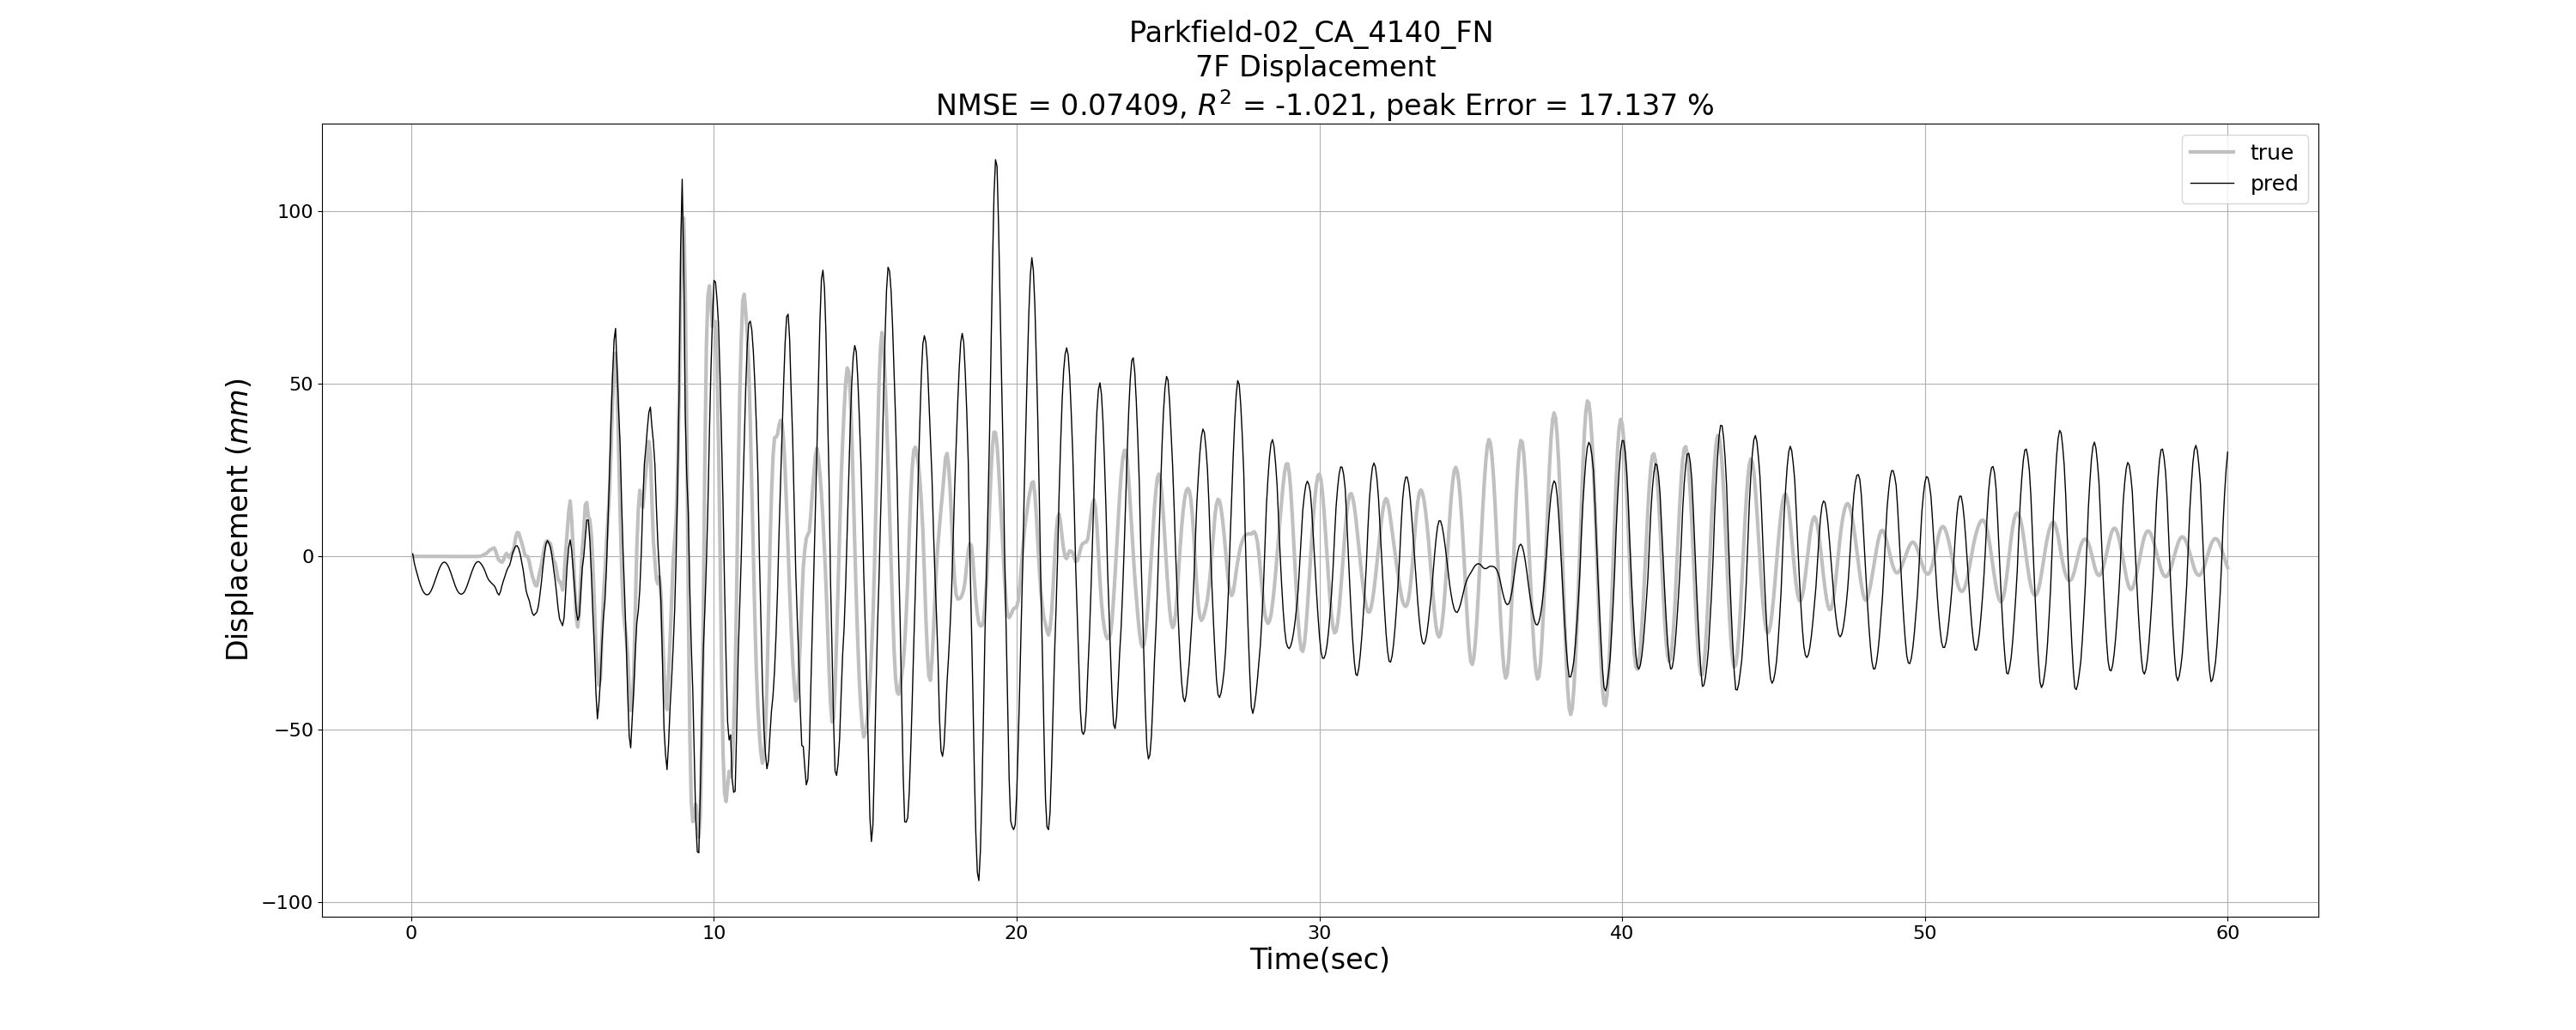 Parkfield-02_CA_4140_FN
7F Displacement
NMSE = 0.07409, R² = -1.021, peak Error = 17.137 %
true
pred
100
50
0
−50
−100
Displacement (mm)
0 10 20 30 40 50 60
Time(sec)